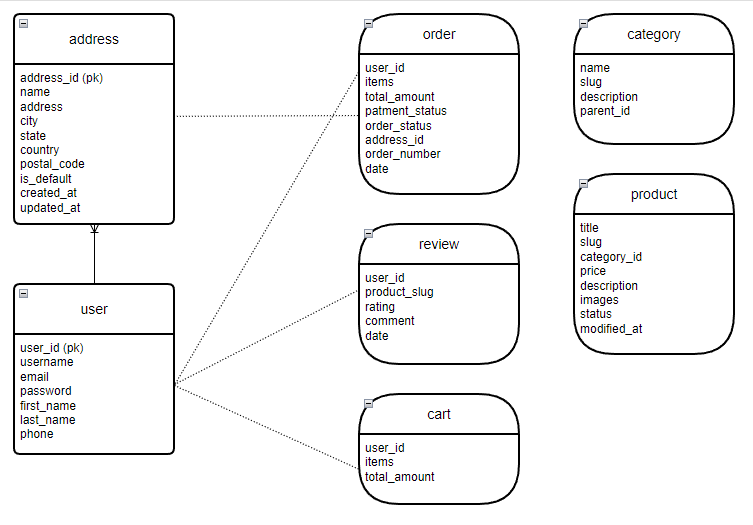 address
address_id (pk)
name
address
city
state
country
postal_code
is_default
created_at
updated_at
user
user_id (pk)
username
email
password
first_name
last_name
phone
order
user_id
items
total_amount
patment_status
order_status
address_id
order_number
date
review
user_id
product_slug
rating
comment
date
cart
user_id
items
total_amount
category
name
slug
description
parent_id
product
title
slug
category_id
price
description
images
status
modified_at